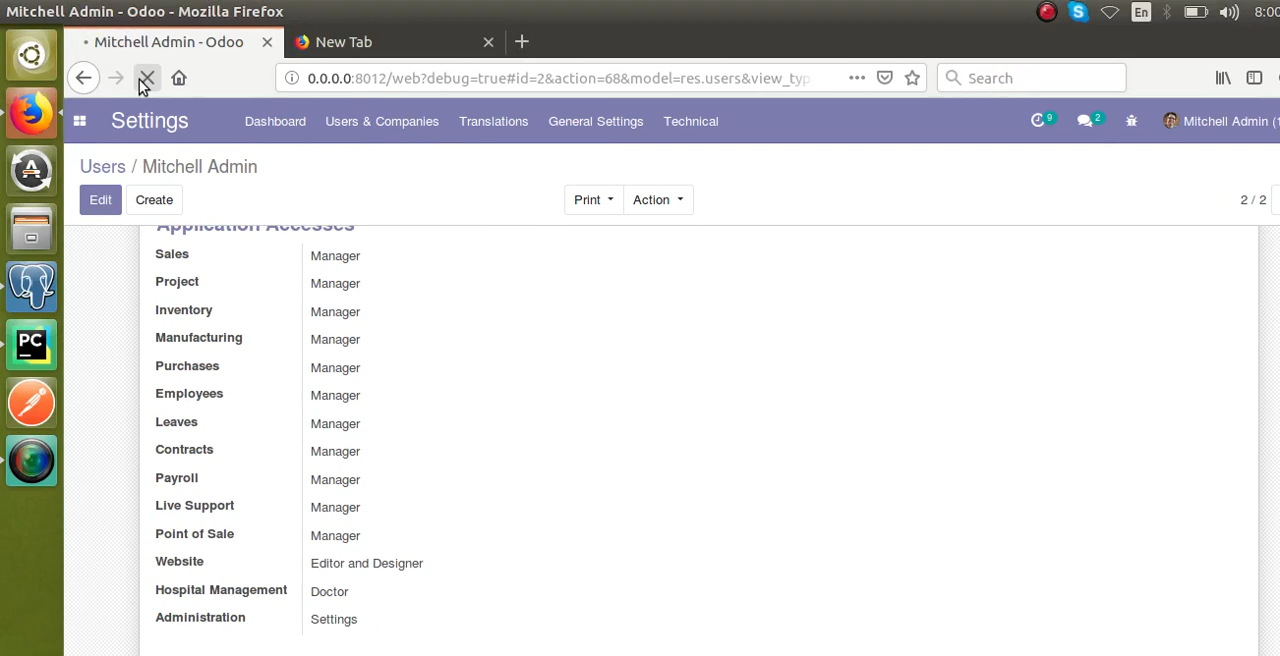 Mitchell Admin - Odoo - Mozilla Firefox
En
8:00
Mitchell Admin - Odoo
New Tab
0.0.0.0:8012/web?debug=true#id=2&action=68&model=res.users&view_typ
Search
Settings
Dashboard
Users & Companies
Translations
General Settings
Technical
9
2
Mitchell Admin (1
Users / Mitchell Admin
Edit
Create
Print
Action
2 / 2
Application Accesses
Sales Manager
Project Manager
Inventory Manager
Manufacturing Manager
Purchases Manager
Employees Manager
Leaves Manager
Contracts Manager
Payroll Manager
Live Support Manager
Point of Sale Manager
Website Editor and Designer
Hospital Management Doctor
Administration Settings
PC